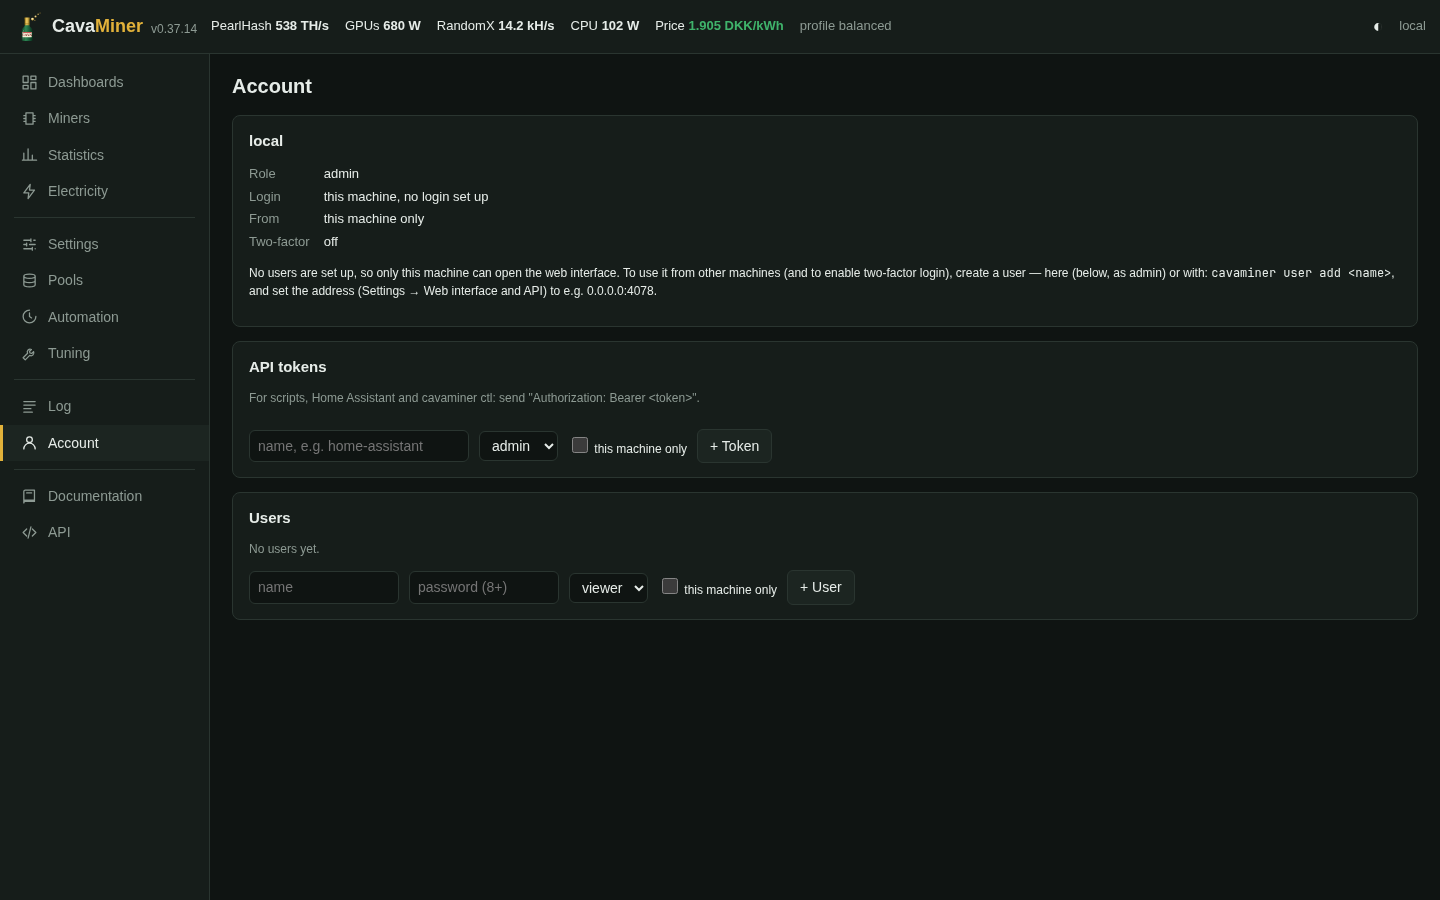 CavaMiner v0.37.14 PearlHash 538 TH/s GPUs 680 W RandomX 14.2 kH/s CPU 102 W Price 1.905 DKK/kWh profile balanced local
Dashboards
Miners
Statistics
Electricity
Settings
Pools
Automation
Tuning
Log
Account
Documentation
API
Account
local
Role admin
Login this machine, no login set up
From this machine only
Two-factor off
No users are set up, so only this machine can open the web interface. To use it from other machines (and to enable two-factor login), create a user — here (below, as admin) or with: cavaminer user add <name>,
and set the address (Settings → Web interface and API) to e.g. 0.0.0.0:4078.
API tokens
For scripts, Home Assistant and cavaminer ctl: send "Authorization: Bearer <token>".
name, e.g. home-assistant admin this machine only + Token
Users
No users yet.
name password (8+) viewer this machine only + User